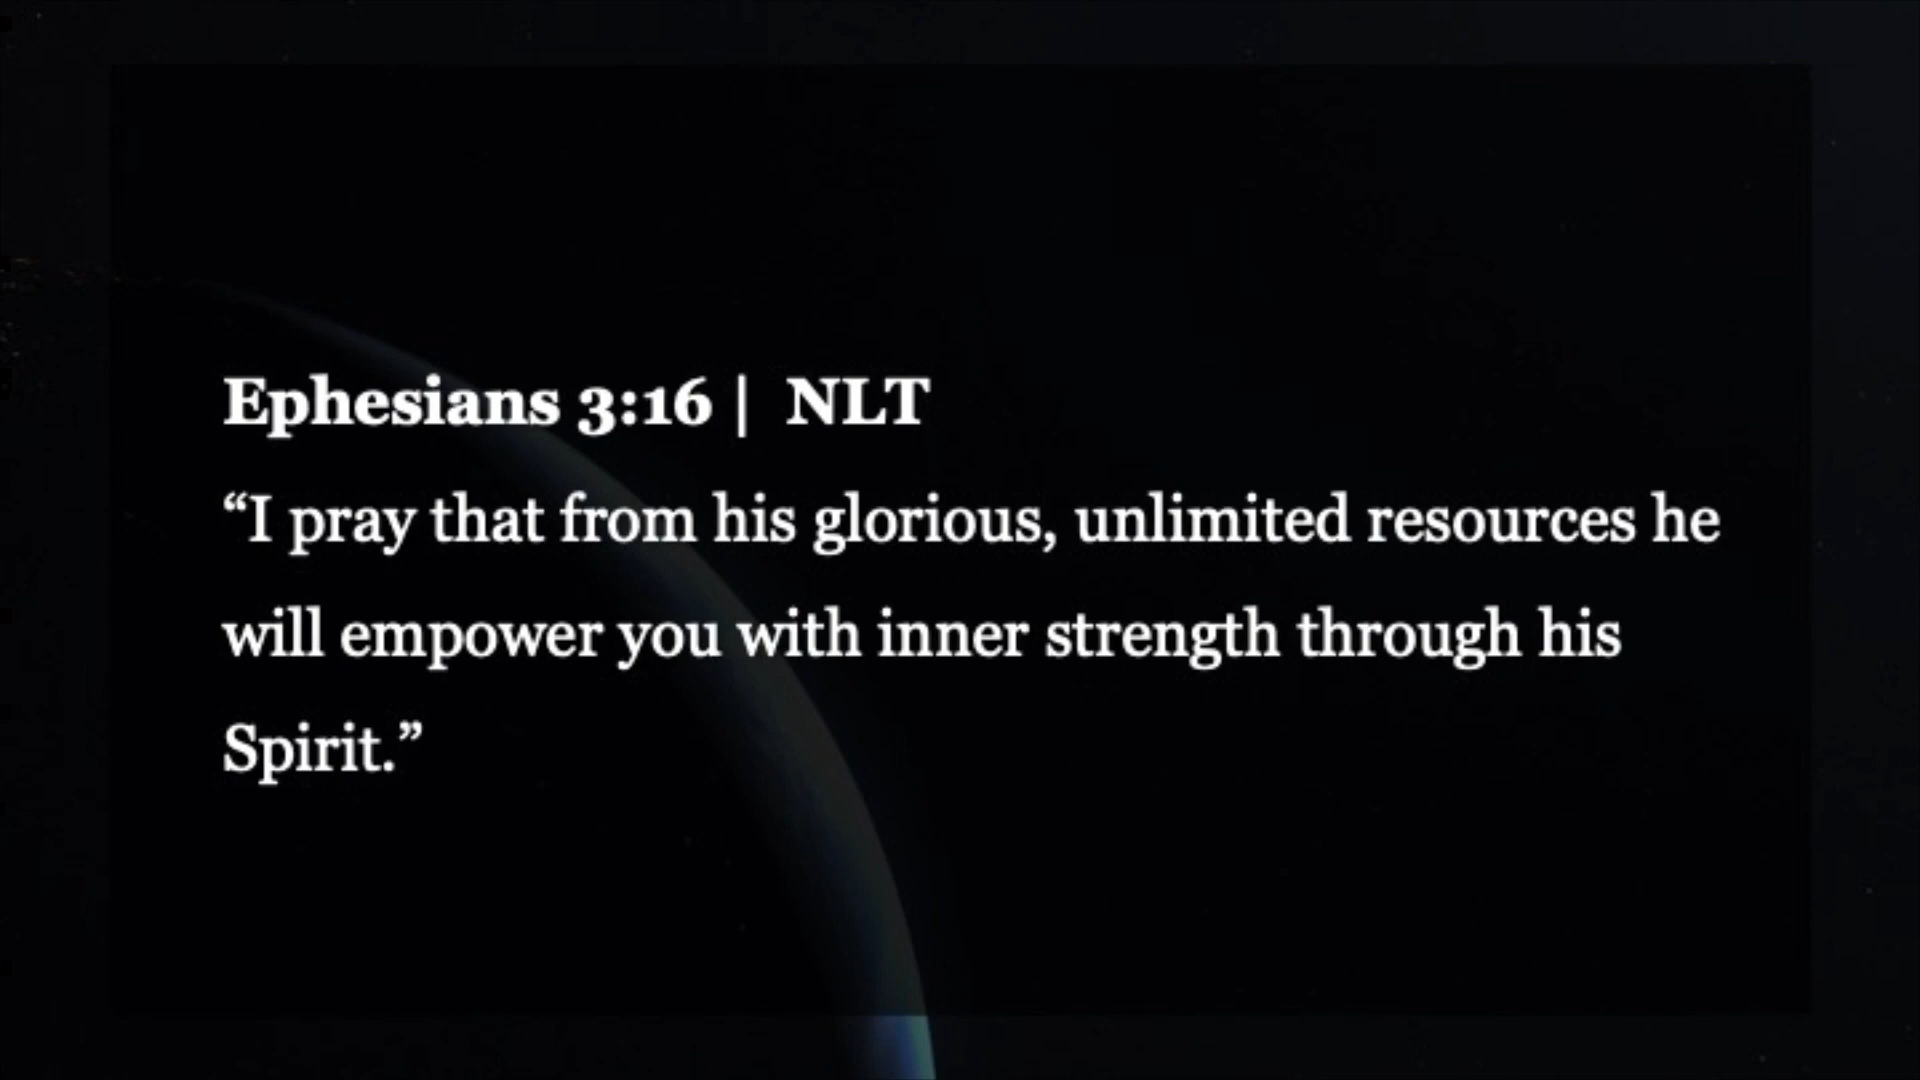 Ephesians 3:16 |  NLT
“I pray that from his glorious, unlimited resources he
will empower you with inner strength through his
Spirit.”